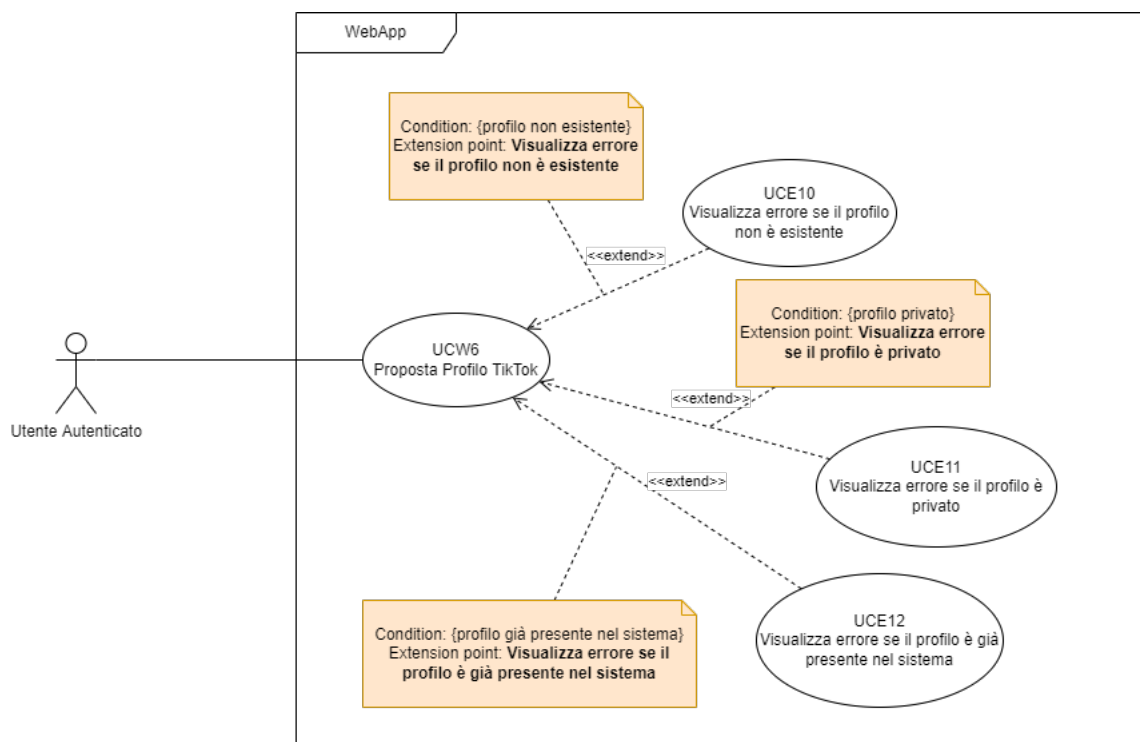 WebApp
Condition: {profilo non esistente}
Extension point: Visualizza errore
se il profilo non è esistente
UCE10
Visualizza errore se il profilo
non è esistente
<<extend>>
Condition: {profilo privato}
Extension point: Visualizza errore
se il profilo è privato
UCW6
Proposta Profilo TikTok
<<extend>>
Utente Autenticato
UCE11
Visualizza errore se il profilo è
privato
<<extend>>
Condition: {profilo già presente nel sistema}
Extension point: Visualizza errore se il
profilo è già presente nel sistema
UCE12
Visualizza errore se il profilo è già
presente nel sistema